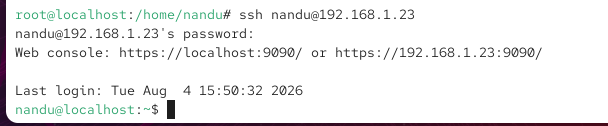 root@localhost:/home/nandu# ssh nandu@192.168.1.23
nandu@192.168.1.23's password:
Web console: https://localhost:9090/ or https://192.168.1.23:9090/

Last login: Tue Aug  4 15:50:32 2026
nandu@localhost:~$